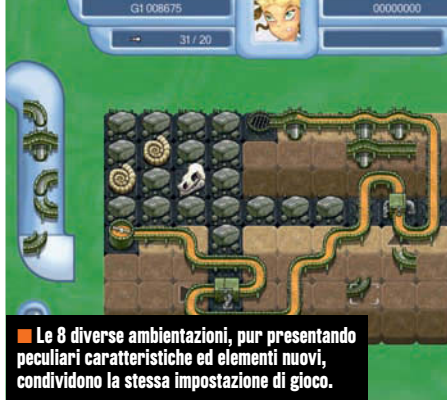 G1 008675
00000000
31 / 20
2
■ Le 8 diverse ambientazioni, pur presentando
peculiari caratteristiche ed elementi nuovi,
condividono la stessa impostazione di gioco.